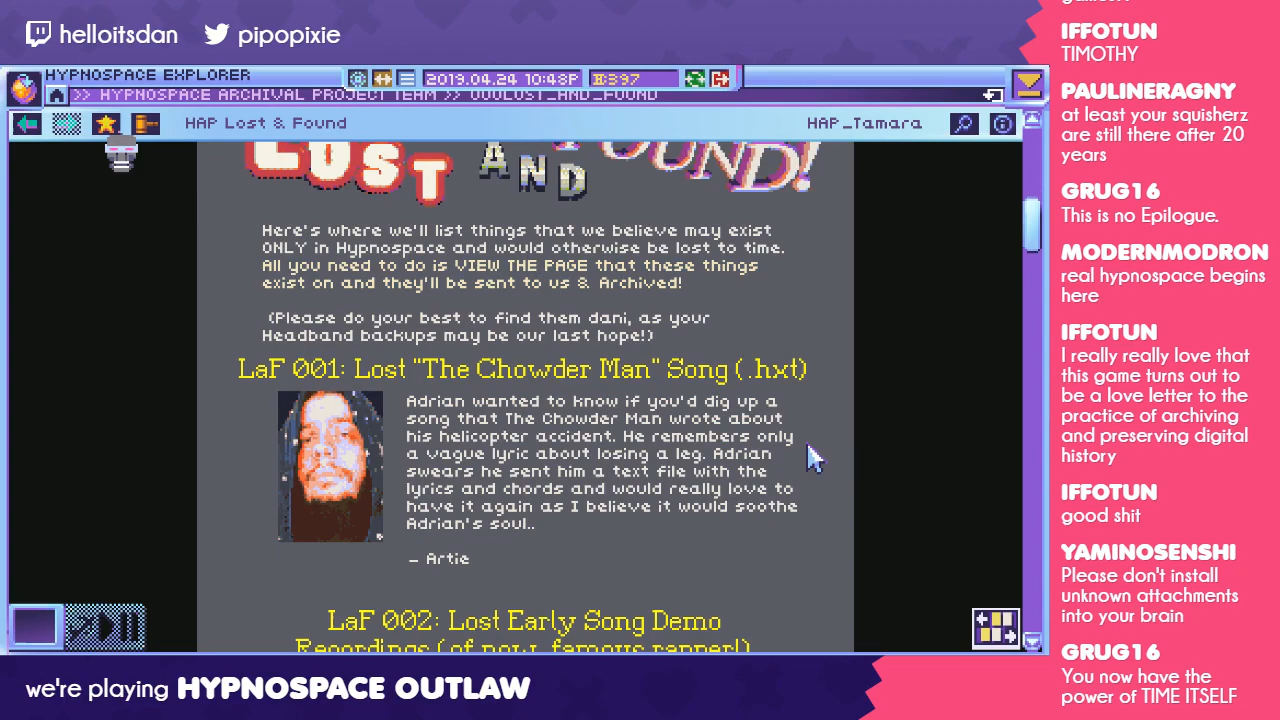 helloitsdan
pipopixie
HYPNOSPACE EXPLORER
2019.04.24 10:48P
397
>> HYPNOSPACE ARCHIVAL PROJECT TEAM >> 000LOST_AND_FOUND
HAP Lost & Found
HAP_Tamara
LOST AND FOUND!
Here's where we'll list things that we believe may exist
ONLY in Hypnospace and would otherwise be lost to time.
All you need to do is VIEW THE PAGE that these things
exist on and they'll be sent to us & Archived!
(Please do your best to find them dani, as your
Headband backups may be our last hope!)
LaF 001: Lost "The Chowder Man" Song (.hxt)
Adrian wanted to know if you'd dig up a
song that The Chowder Man wrote about
his helicopter accident. He remembers only
a vague lyric about losing a leg. Adrian
swears he sent him a text file with the
lyrics and chords and would really love to
have it again as I believe it would soothe
Adrian's soul..
- Artie
LaF 002: Lost Early Song Demo
Recordings (of now, famous rapper!)
we're playing HYPNOSPACE OUTLAW
IFFOTUN
TIMOTHY
PAULINERAGNY
at least your squisherz
are still there after 20
years
GRUG16
This is no Epilogue.
MODERNMODRON
real hypnospace begins
here
IFFOTUN
I really really love that
this game turns out to
be a love letter to the
practice of archiving
and preserving digital
history
IFFOTUN
good shit
YAMINOSENSHI
Please don't install
unknown attachments
into your brain
GRUG16
You now have the
power of TIME ITSELF